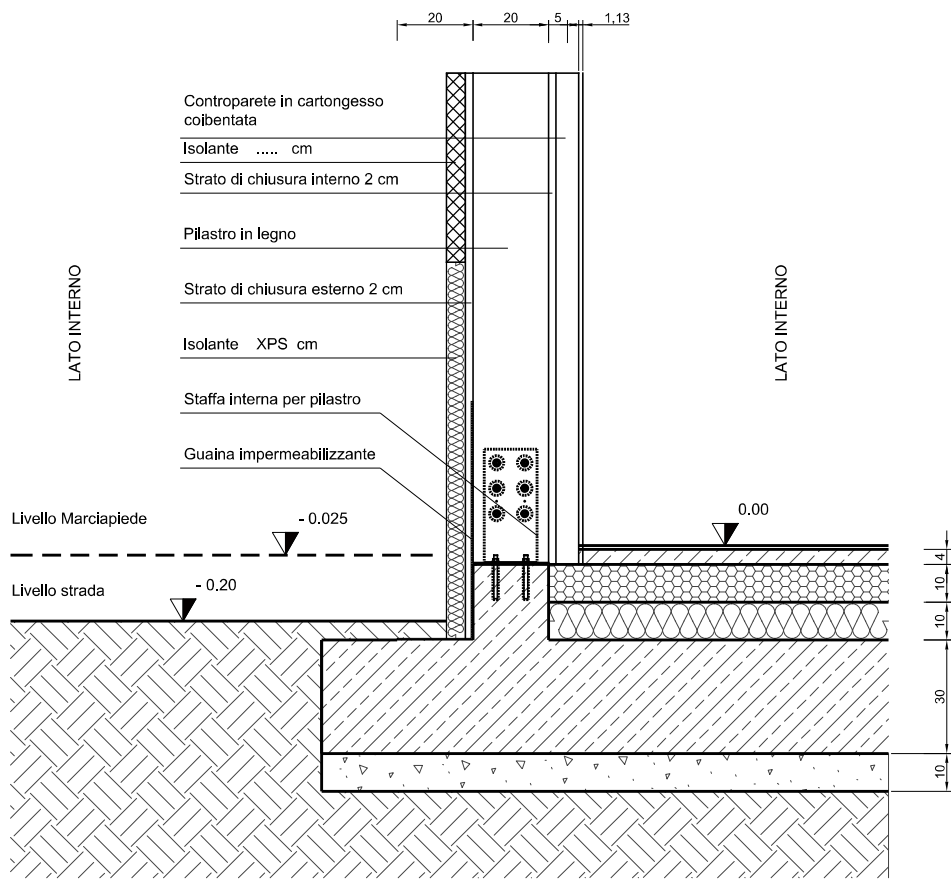 20
20
5
1,13
Controparete in cartongesso
coibentata
Isolante ..... cm
Strato di chiusura interno 2 cm
Pilastro in legno
LATO INTERNO
LATO INTERNO
Strato di chiusura esterno 2 cm
Isolante XPS cm
Staffa interna per pilastro
Guaina impermeabilizzante
Livello Marciapiede
- 0.025
0.00
Livello strada
- 0.20
4
10
10
30
10